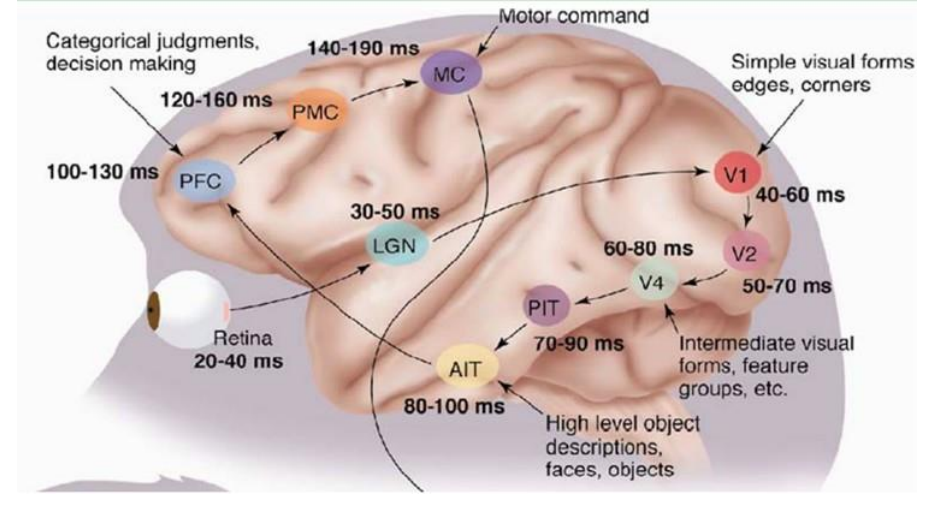 Motor command
Categorical judgments,
decision making
140-190 ms
MC
Simple visual forms
edges, corners
120-160 ms
PMC
100-130 ms
PFC
V1
40-60 ms
30-50 ms
LGN
60-80 ms
V2
V4
50-70 ms
PIT
Retina
20-40 ms
70-90 ms
Intermediate visual
forms, feature
groups, etc.
AIT
80-100 ms
High level object
descriptions,
faces, objects